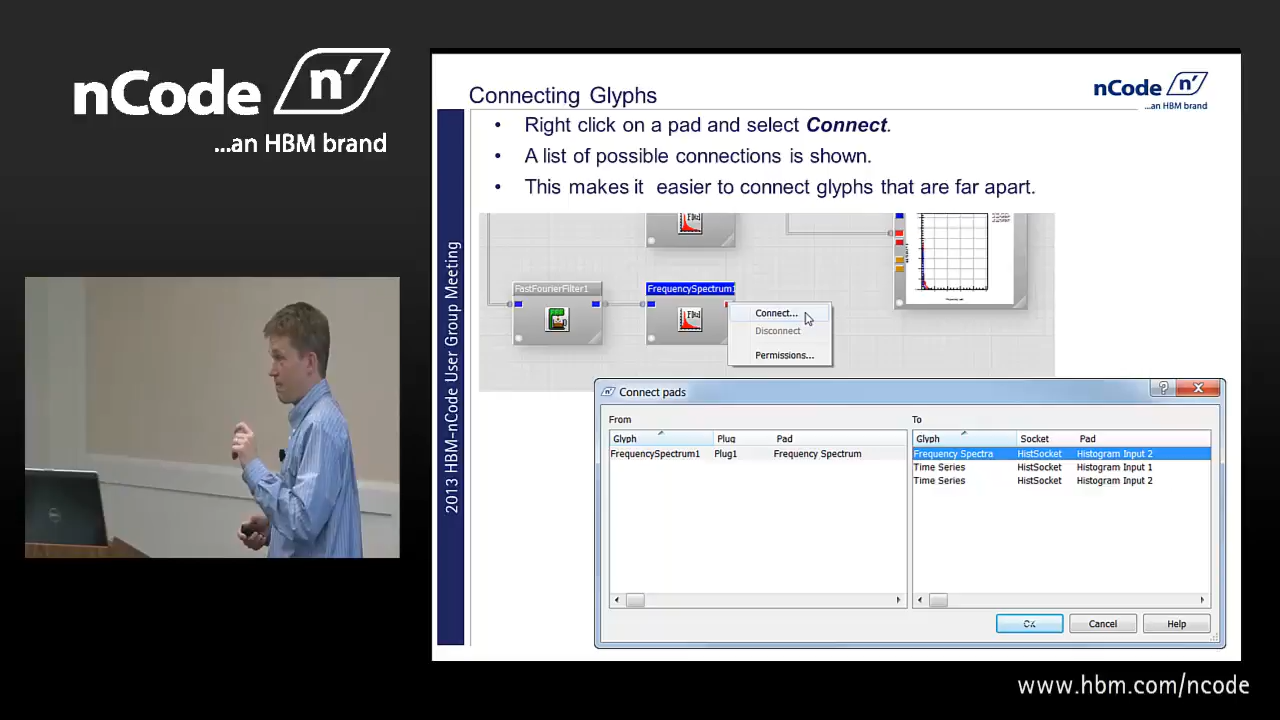 nCode n'
...an HBM brand
nCode n'
...an HBM brand
Connecting Glyphs
• Right click on a pad and select Connect.
• A list of possible connections is shown.
• This makes it easier to connect glyphs that are far apart.
2013 HBM-nCode User Group Meeting
FastFourierFilter1
FrequencySpectrum1
Connect...
Disconnect
Permissions...
n' Connect pads
From
To
Glyph Plug Pad
FrequencySpectrum1 Plug1 Frequency Spectrum
Glyph Socket Pad
Frequency Spectra HistSocket Histogram Input 2
Time Series HistSocket Histogram Input 1
Time Series HistSocket Histogram Input 2
OK Cancel Help
www.hbm.com/ncode